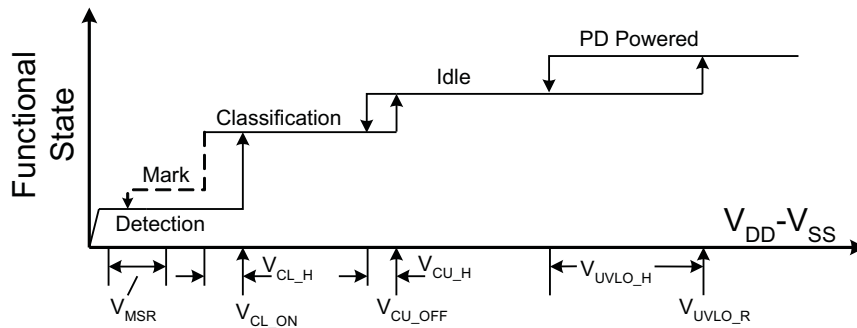 Functional
State
PD Powered
Idle
Classification
Mark
Detection
V_DD-V_SS
V_CL_H
V_CU_H
V_UVLO_H
V_MSR
V_CL_ON
V_CU_OFF
V_UVLO_R